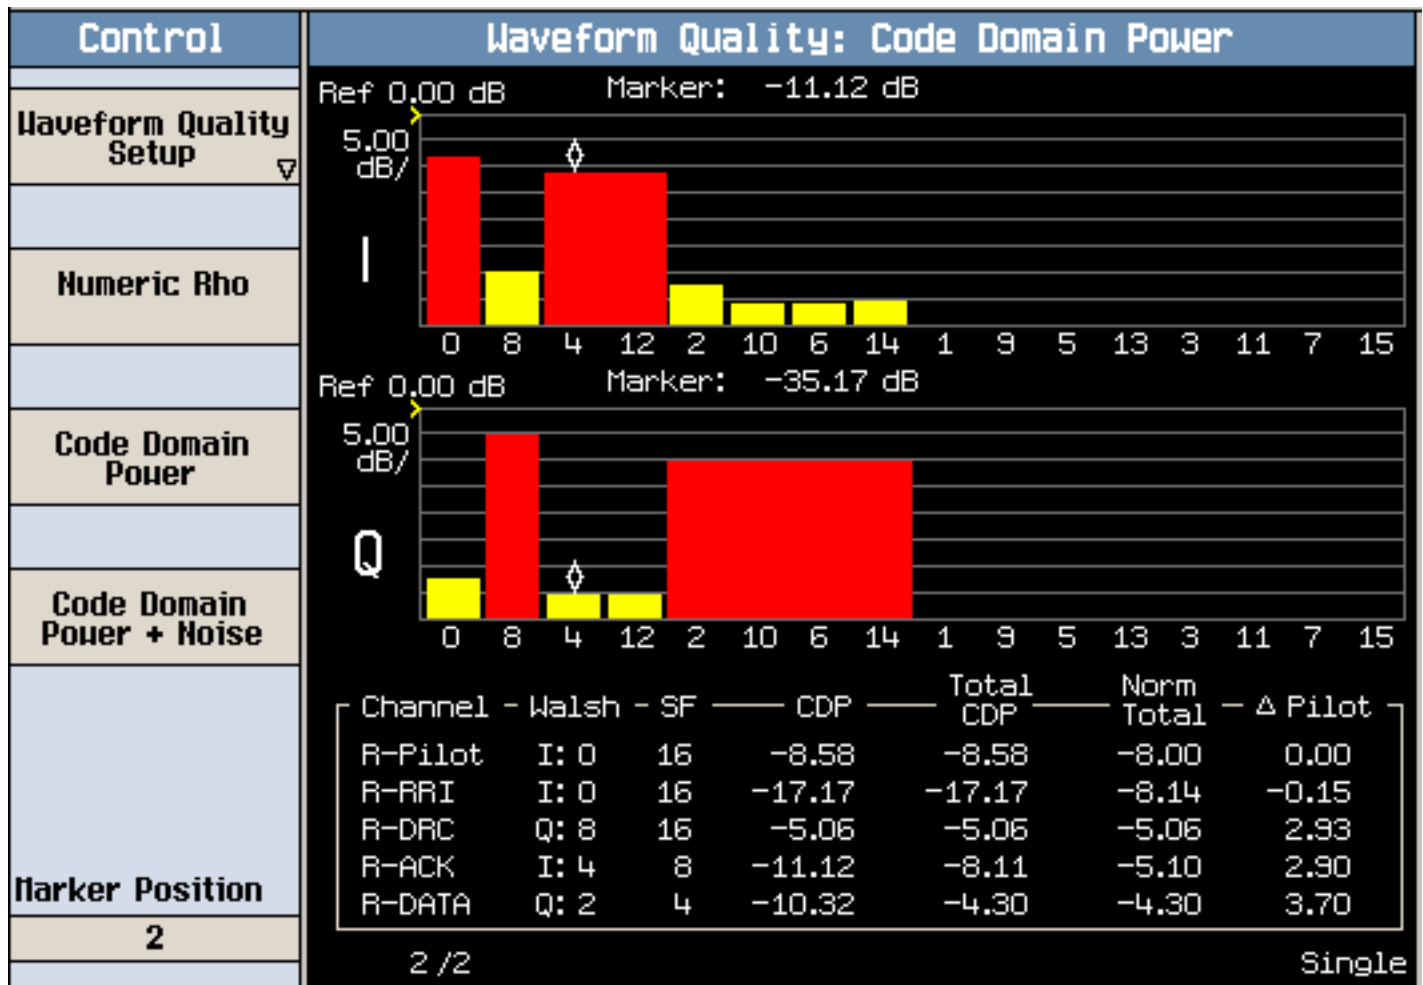 Control
Waveform Quality: Code Domain Power
Waveform Quality
Setup
Numeric Rho
Code Domain
Power
Code Domain
Power + Noise
Marker Position
2
Ref 0.00 dB Marker: -11.12 dB
5.00
dB/
I
0 8 4 12 2 10 6 14 1 9 5 13 3 11 7 15
Ref 0.00 dB Marker: -35.17 dB
5.00
dB/
Q
0 8 4 12 2 10 6 14 1 9 5 13 3 11 7 15
Channel Walsh SF CDP Total CDP Norm Total Δ Pilot
R-Pilot I: 0 16 -8.58 -8.58 -8.00 0.00
R-RRI I: 0 16 -17.17 -17.17 -8.14 -0.15
R-DRC Q: 8 16 -5.06 -5.06 -5.06 2.93
R-ACK I: 4 8 -11.12 -8.11 -5.10 2.90
R-DATA Q: 2 4 -10.32 -4.30 -4.30 3.70
2 /2 Single